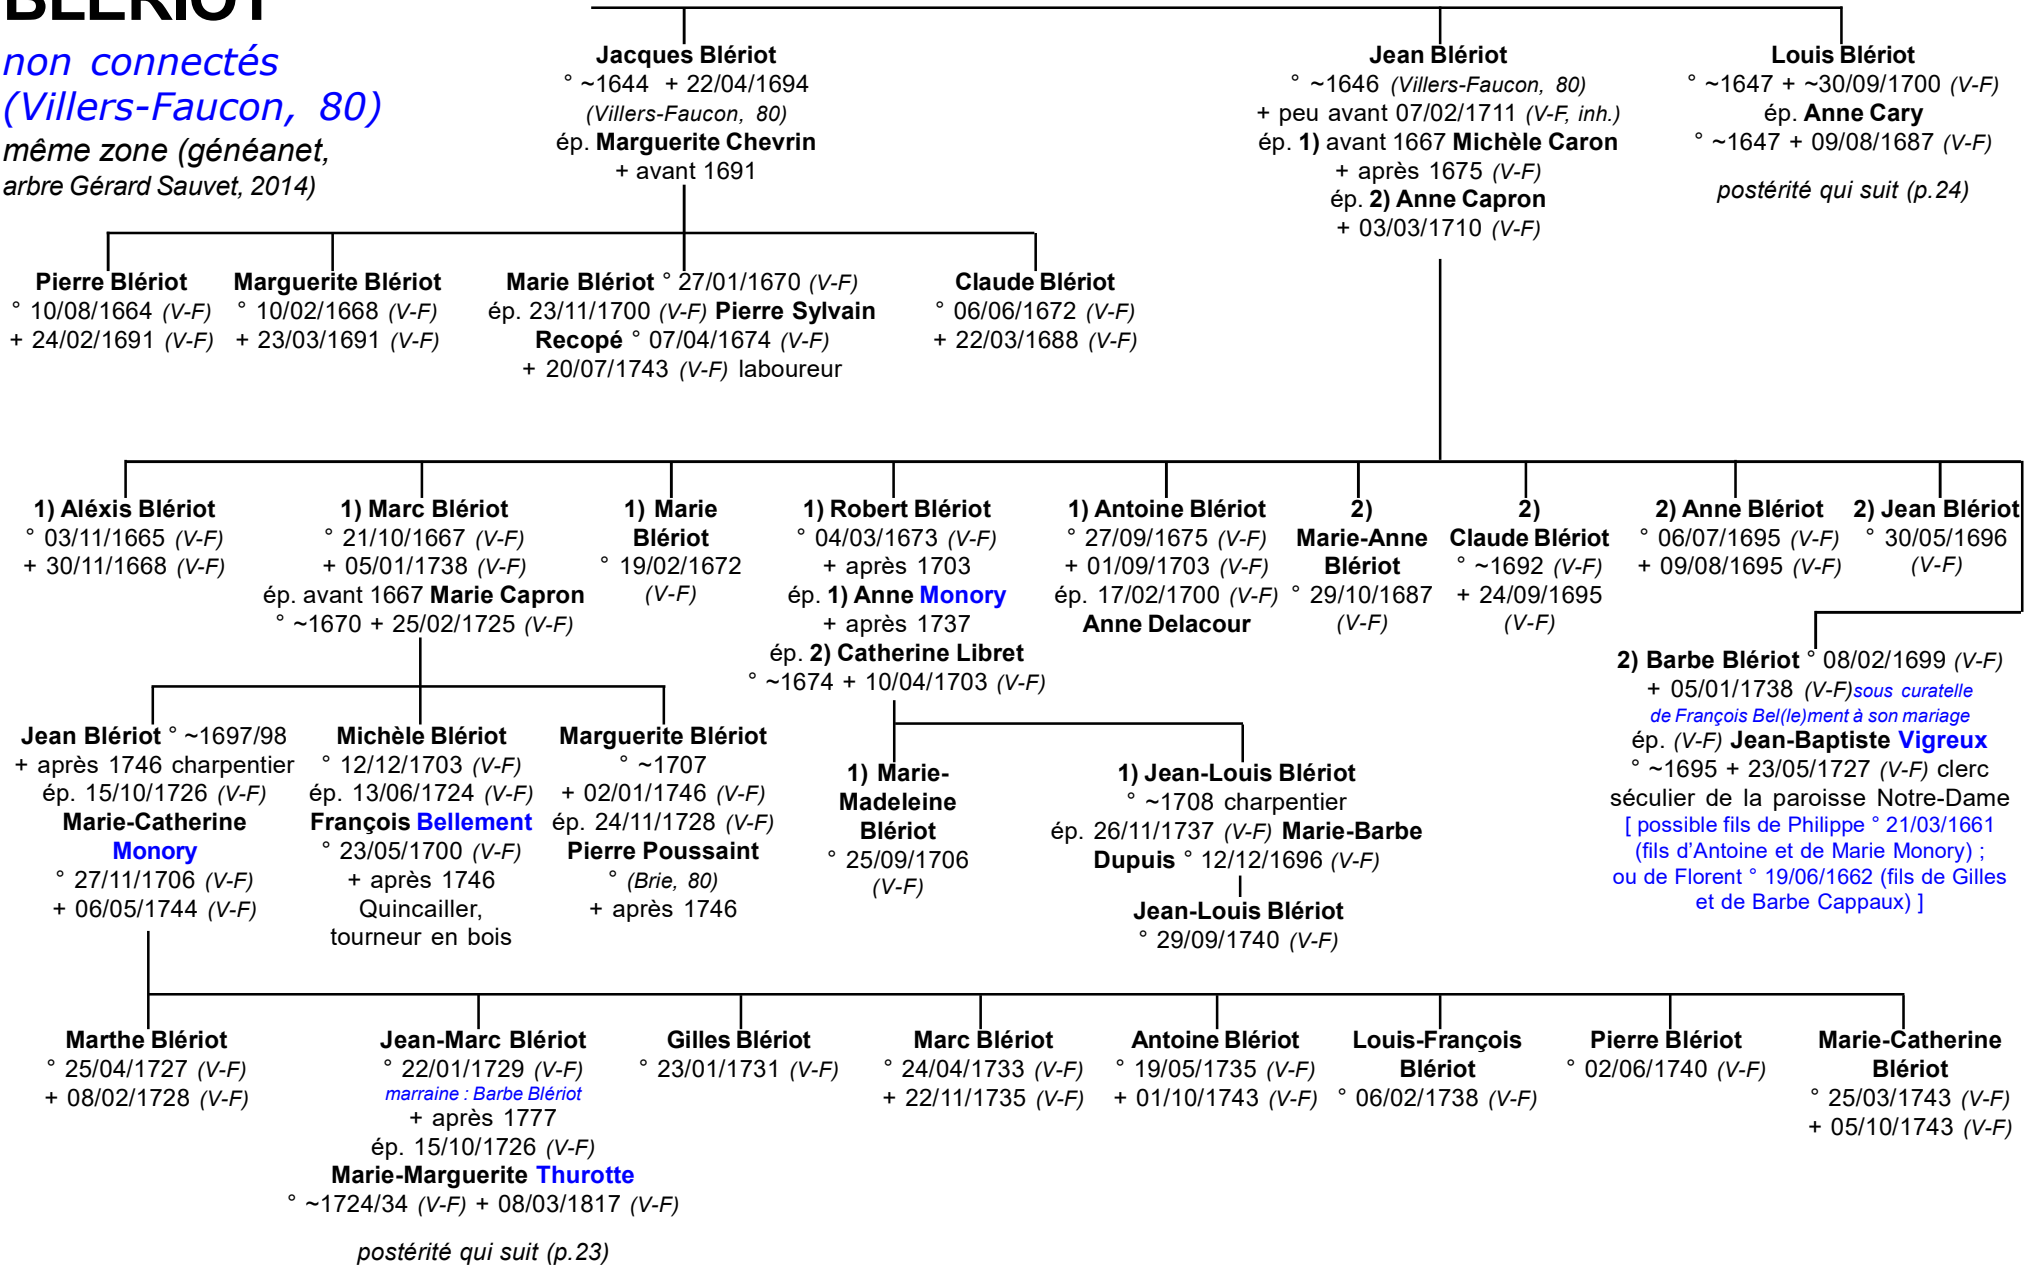 BLÉRIOT
non connectés
(Villers-Faucon, 80)
même zone (généanet,
arbre Gérard Sauvet, 2014)
Jacques Blériot
° ~1644 + 22/04/1694
(Villers-Faucon, 80)
ép. Marguerite Chevrin
+ avant 1691
Jean Blériot
° ~1646 (Villers-Faucon, 80)
+ peu avant 07/02/1711 (V-F, inh.)
ép. 1) avant 1667 Michèle Caron
+ après 1675 (V-F)
ép. 2) Anne Capron
+ 03/03/1710 (V-F)
Louis Blériot
° ~1647 + ~30/09/1700 (V-F)
ép. Anne Cary
° ~1647 + 09/08/1687 (V-F)
postérité qui suit (p.24)
Pierre Blériot
° 10/08/1664 (V-F)
+ 24/02/1691 (V-F)
Marguerite Blériot
° 10/02/1668 (V-F)
+ 23/03/1691 (V-F)
Marie Blériot ° 27/01/1670 (V-F)
ép. 23/11/1700 (V-F) Pierre Sylvain
Recopé ° 07/04/1674 (V-F)
+ 20/07/1743 (V-F) laboureur
Claude Blériot
° 06/06/1672 (V-F)
+ 22/03/1688 (V-F)
1) Aléxis Blériot
° 03/11/1665 (V-F)
+ 30/11/1668 (V-F)
1) Marc Blériot
° 21/10/1667 (V-F)
+ 05/01/1738 (V-F)
ép. avant 1667 Marie Capron
° ~1670 + 25/02/1725 (V-F)
1) Marie
Blériot
° 19/02/1672
(V-F)
1) Robert Blériot
° 04/03/1673 (V-F)
+ après 1703
ép. 1) Anne Monory
+ après 1737
ép. 2) Catherine Libret
° ~1674 + 10/04/1703 (V-F)
1) Antoine Blériot
° 27/09/1675 (V-F)
+ 01/09/1703 (V-F)
ép. 17/02/1700 (V-F)
Anne Delacour
2)
Marie-Anne
Blériot
° 29/10/1687
(V-F)
2)
Claude Blériot
° ~1692 (V-F)
+ 24/09/1695
(V-F)
2) Anne Blériot
° 06/07/1695 (V-F)
+ 09/08/1695 (V-F)
2) Jean Blériot
° 30/05/1696
(V-F)
2) Barbe Blériot ° 08/02/1699 (V-F)
+ 05/01/1738 (V-F)sous curatelle
de François Bel(le)ment à son mariage
ép. (V-F) Jean-Baptiste Vigreux
° ~1695 + 23/05/1727 (V-F) clerc
séculier de la paroisse Notre-Dame
[ possible fils de Philippe ° 21/03/1661
(fils d'Antoine et de Marie Monory) ;
ou de Florent ° 19/06/1662 (fils de Gilles
et de Barbe Cappaux) ]
Jean Blériot ° ~1697/98
+ après 1746 charpentier
ép. 15/10/1726 (V-F)
Marie-Catherine
Monory
° 27/11/1706 (V-F)
+ 06/05/1744 (V-F)
Michèle Blériot
° 12/12/1703 (V-F)
ép. 13/06/1724 (V-F)
François Bellement
° 23/05/1700 (V-F)
+ après 1746
Quincailler,
tourneur en bois
Marguerite Blériot
° ~1707
+ 02/01/1746 (V-F)
ép. 24/11/1728 (V-F)
Pierre Poussaint
° (Brie, 80)
+ après 1746
1) Marie-
Madeleine
Blériot
° 25/09/1706
(V-F)
1) Jean-Louis Blériot
° ~1708 charpentier
ép. 26/11/1737 (V-F) Marie-Barbe
Dupuis ° 12/12/1696 (V-F)
Jean-Louis Blériot
° 29/09/1740 (V-F)
Marthe Blériot
° 25/04/1727 (V-F)
+ 08/02/1728 (V-F)
Jean-Marc Blériot
° 22/01/1729 (V-F)
marraine : Barbe Blériot
+ après 1777
ép. 15/10/1726 (V-F)
Marie-Marguerite Thurotte
° ~1724/34 (V-F) + 08/03/1817 (V-F)
postérité qui suit (p.23)
Gilles Blériot
° 23/01/1731 (V-F)
Marc Blériot
° 24/04/1733 (V-F)
+ 22/11/1735 (V-F)
Antoine Blériot
° 19/05/1735 (V-F)
+ 01/10/1743 (V-F)
Louis-François
Blériot
° 06/02/1738 (V-F)
Pierre Blériot
° 02/06/1740 (V-F)
Marie-Catherine
Blériot
° 25/03/1743 (V-F)
+ 05/10/1743 (V-F)